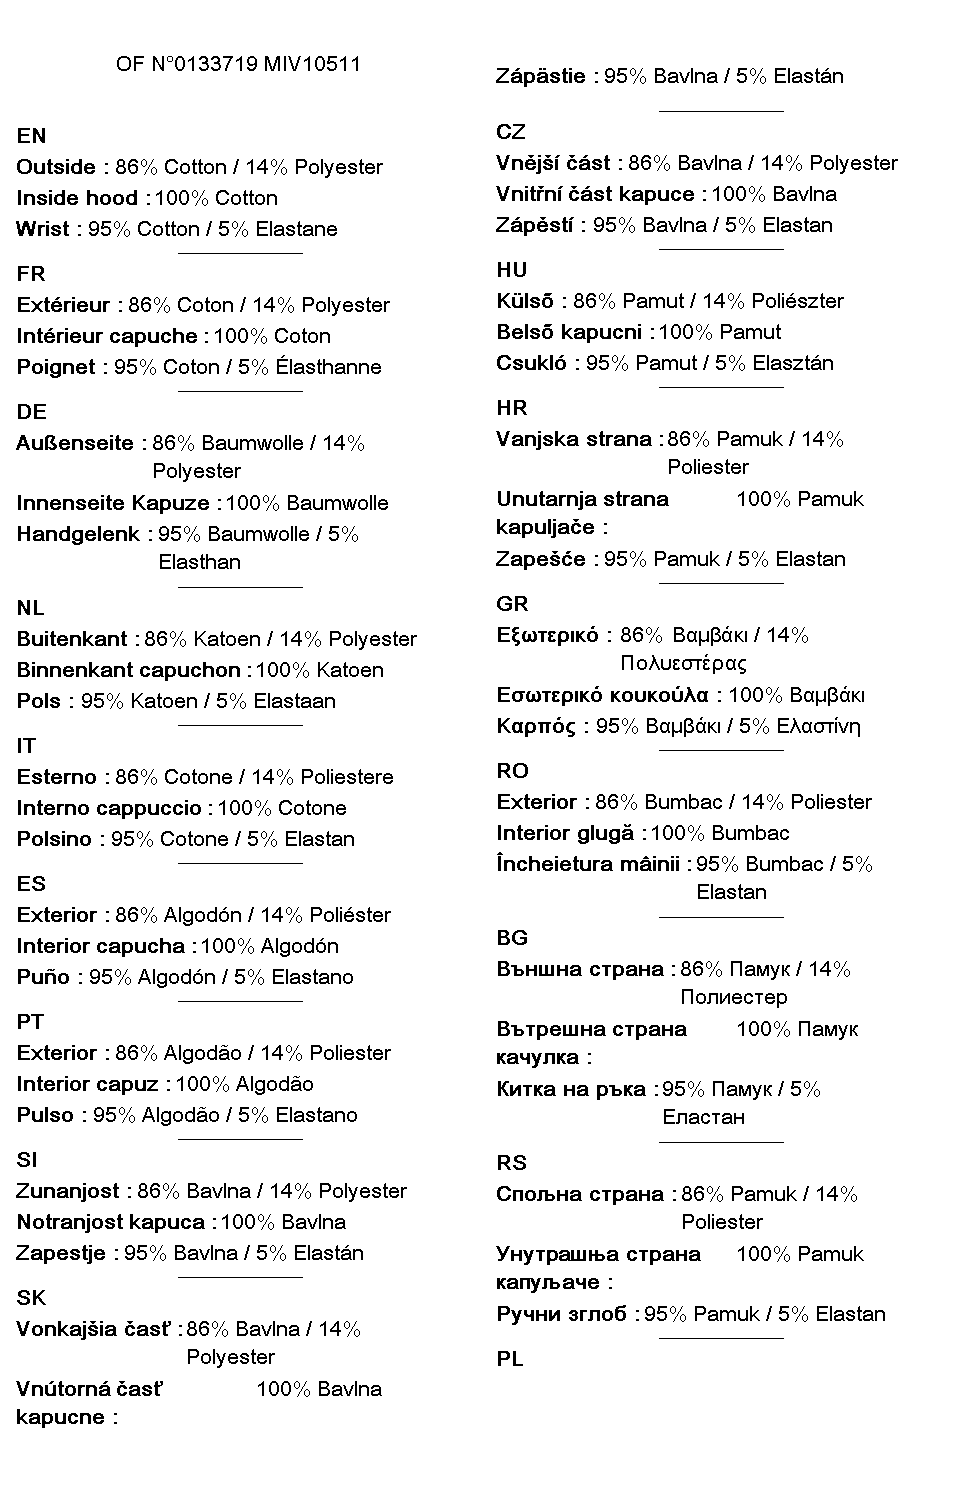 OF N°0133719 MIV10511
EN
Outside : 86% Cotton / 14% Polyester
Inside hood : 100% Cotton
Wrist : 95% Cotton / 5% Elastane
FR
Extérieur : 86% Coton / 14% Polyester
Intérieur capuche : 100% Coton
Poignet : 95% Coton / 5% Élasthanne
DE
Außenseite : 86% Baumwolle / 14%
Polyester
Innenseite Kapuze : 100% Baumwolle
Handgelenk : 95% Baumwolle / 5%
Elasthan
NL
Buitenkant : 86% Katoen / 14% Polyester
Binnenkant capuchon : 100% Katoen
Pols : 95% Katoen / 5% Elastaan
IT
Esterno : 86% Cotone / 14% Poliestere
Interno cappuccio : 100% Cotone
Polsino : 95% Cotone / 5% Elastan
ES
Exterior : 86% Algodón / 14% Poliéster
Interior capucha : 100% Algodón
Puño : 95% Algodón / 5% Elastano
PT
Exterior : 86% Algodão / 14% Poliester
Interior capuz : 100% Algodão
Pulso : 95% Algodão / 5% Elastano
SI
Zunanjost : 86% Bavlna / 14% Polyester
Notranjost kapuca : 100% Bavlna
Zapestje : 95% Bavlna / 5% Elastán
SK
Vonkajšia časť : 86% Bavlna / 14%
Polyester
Vnútorná časť 100% Bavlna
kapucne :
Zápästie : 95% Bavlna / 5% Elastán
CZ
Vnější část : 86% Bavlna / 14% Polyester
Vnitřní část kapuce : 100% Bavlna
Zápěstí : 95% Bavlna / 5% Elastan
HU
Külső : 86% Pamut / 14% Poliészter
Belső kapucni : 100% Pamut
Csukló : 95% Pamut / 5% Elasztán
HR
Vanjska strana : 86% Pamuk / 14%
Poliester
Unutarnja strana 100% Pamuk
kapuljače :
Zapešće : 95% Pamuk / 5% Elastan
GR
Εξωτερικό : 86% Βαμβάκι / 14%
Πολυεστέρας
Εσωτερικό κουκούλα : 100% Βαμβάκι
Καρπός : 95% Βαμβάκι / 5% Ελαστίνη
RO
Exterior : 86% Bumbac / 14% Poliester
Interior glugă : 100% Bumbac
Încheietura mâinii : 95% Bumbac / 5%
Elastan
BG
Външна страна : 86% Памук / 14%
Полиестер
Вътрешна страна 100% Памук
качулка :
Китка на ръка : 95% Памук / 5%
Еластан
RS
Спољна страна : 86% Pamuk / 14%
Poliester
Унутрашња страна 100% Pamuk
капуљаче :
Ручни зглоб : 95% Pamuk / 5% Elastan
PL